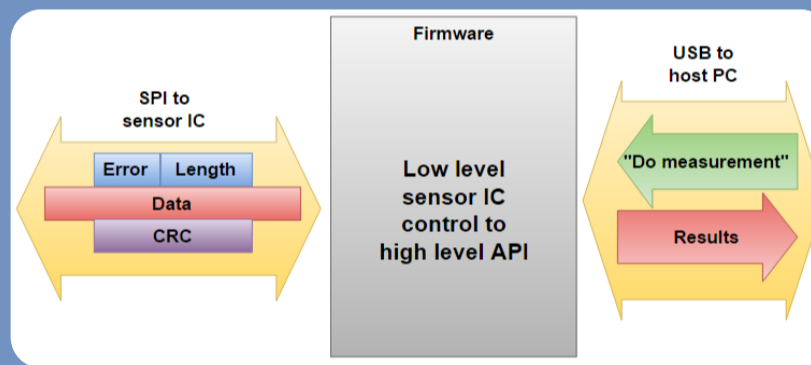 SPI to
sensor IC
Error
Length
Data
CRC
Firmware
Low level
sensor IC
control to
high level API
USB to
host PC
"Do measurement"
Results